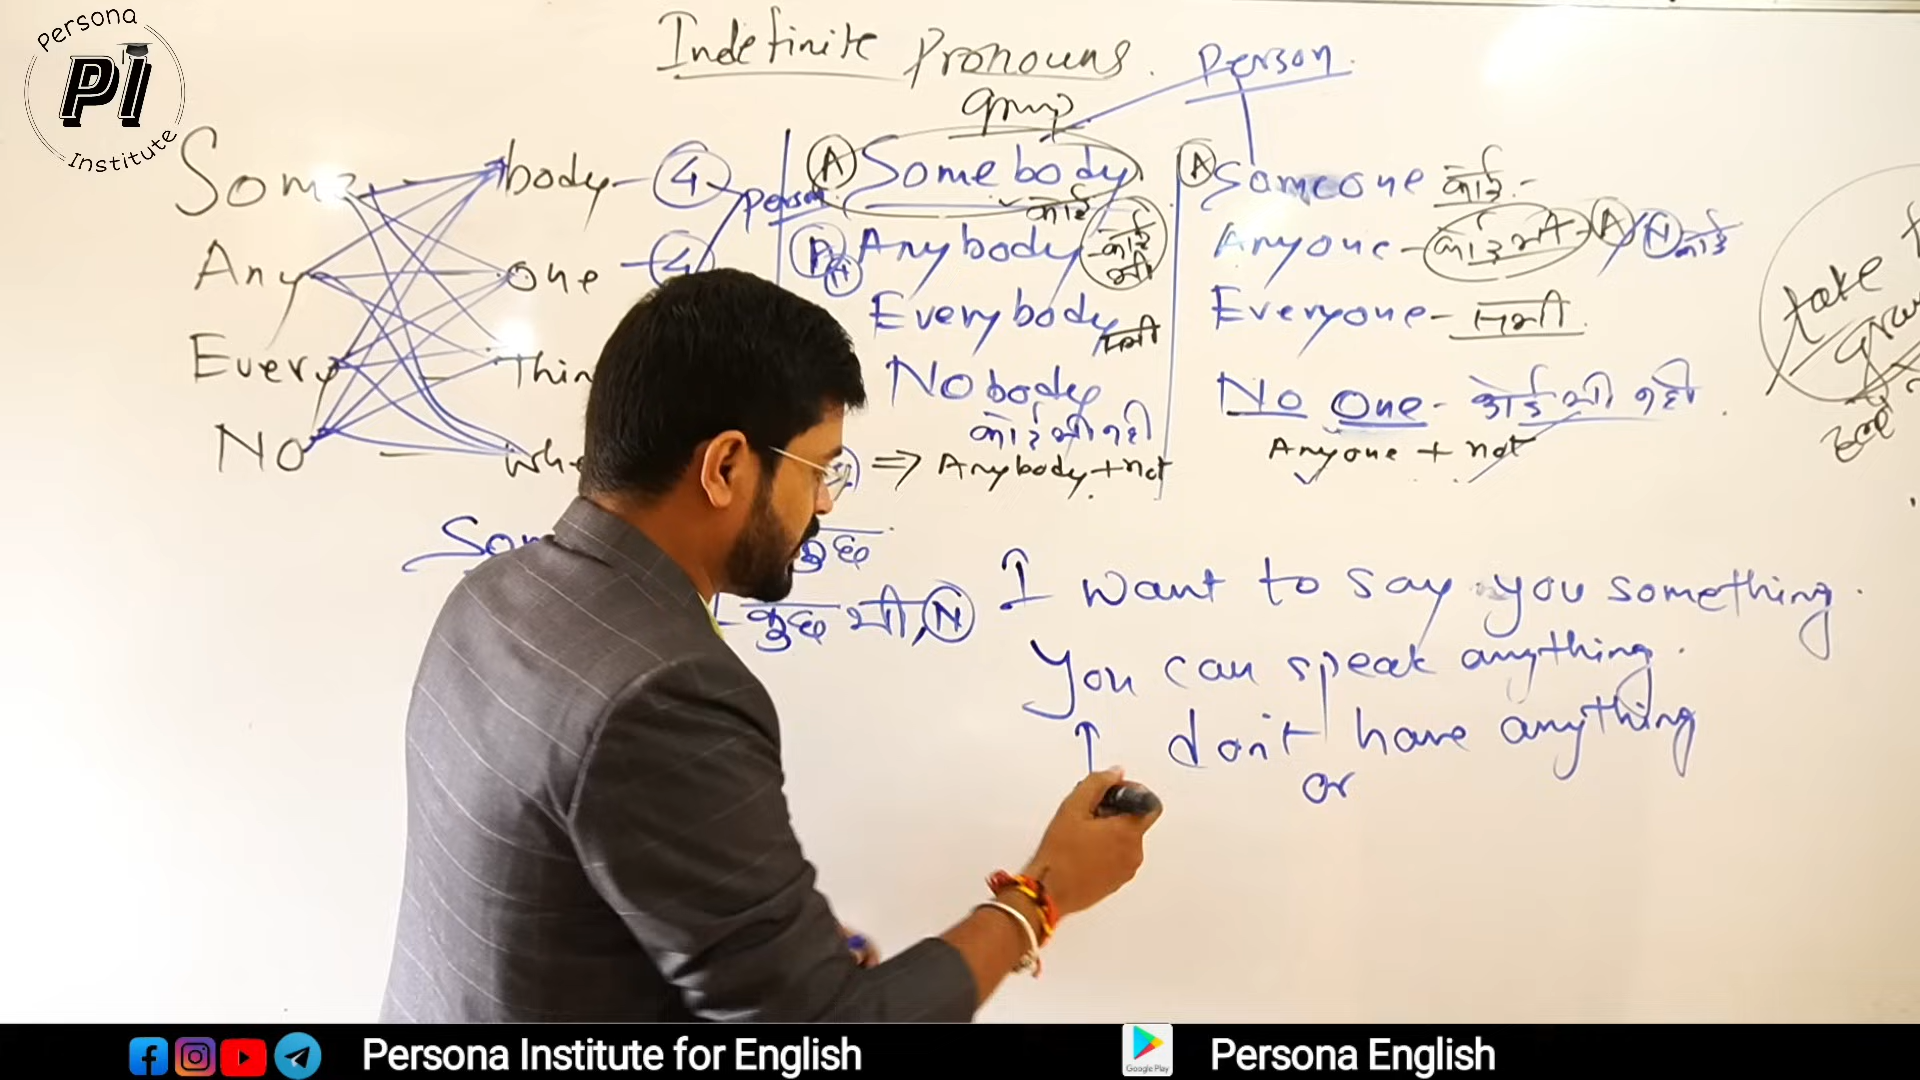 Persona
PI
Institute
Indefinite Pronouns. Person.
Group
Some body - 4 person
Any one - 4
Every Thin
No Whe
A Somebody
कोई
A N Anybody - कोई भी
Everybody सभी
Nobody
कोई भी नहीं
⇒ Anybody + not
A Someone कोई -
Anyone - कोई भी - A / N कोई
Everyone - सभी
No One - कोई भी नहीं
Anyone + not
take
Som कुछ
- कुछ भी, N
I want to say you something.
You can speak anything.
I don't have anything
or
Persona Institute for English
Google Play
Persona English